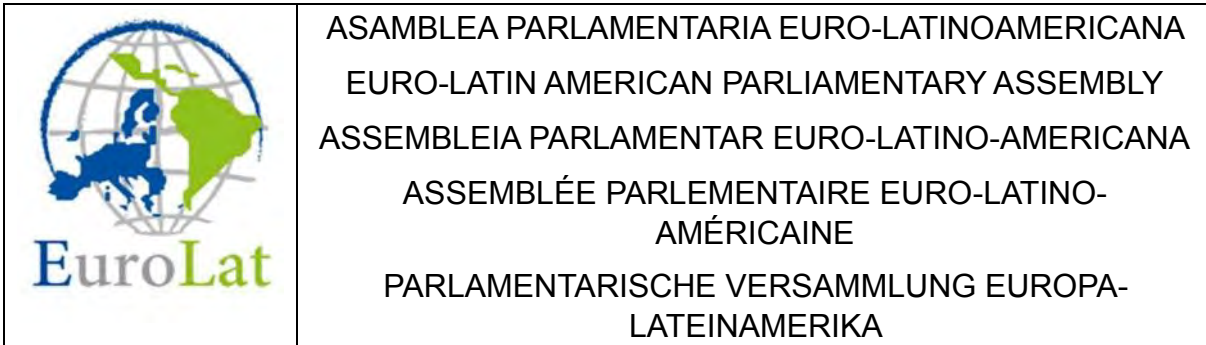 EuroLat
ASAMBLEA PARLAMENTARIA EURO-LATINOAMERICANA
EURO-LATIN AMERICAN PARLIAMENTARY ASSEMBLY
ASSEMBLEIA PARLAMENTAR EURO-LATINO-AMERICANA
ASSEMBLÉE PARLEMENTAIRE EURO-LATINO-
AMÉRICAINE
PARLAMENTARISCHE VERSAMMLUNG EUROPA-
LATEINAMERIKA